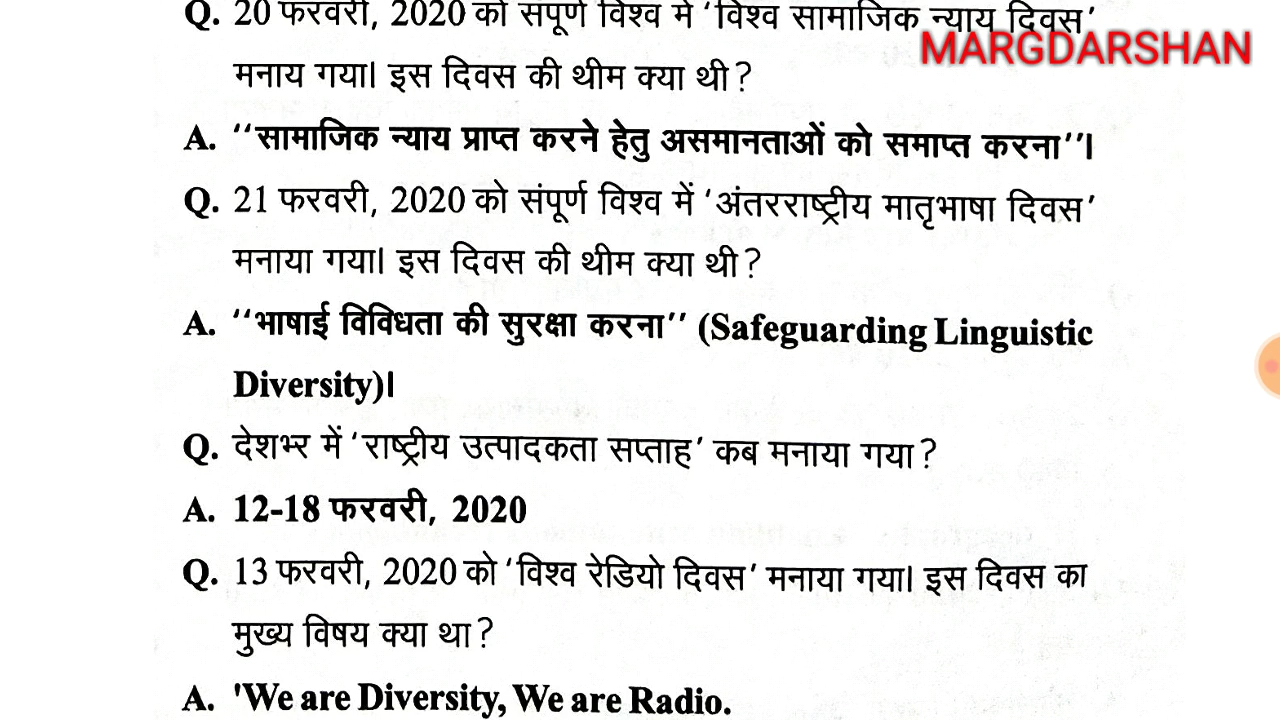 Q. 20 फरवरी, 2020 को संपूर्ण विश्व में ‘विश्व सामाजिक न्याय दिवस’
MARGDARSHAN
मनाय गया। इस दिवस की थीम क्या थी?
A. ‘‘सामाजिक न्याय प्राप्त करने हेतु असमानताओं को समाप्त करना’’।
Q. 21 फरवरी, 2020 को संपूर्ण विश्व में ‘अंतरराष्ट्रीय मातृभाषा दिवस’
मनाया गया। इस दिवस की थीम क्या थी?
A. ‘‘भाषाई विविधता की सुरक्षा करना’’ (Safeguarding Linguistic
Diversity)।
Q. देशभर में ‘राष्ट्रीय उत्पादकता सप्ताह’ कब मनाया गया?
A. 12-18 फरवरी, 2020
Q. 13 फरवरी, 2020 को ‘विश्व रेडियो दिवस’ मनाया गया। इस दिवस का
मुख्य विषय क्या था?
A. 'We are Diversity, We are Radio.